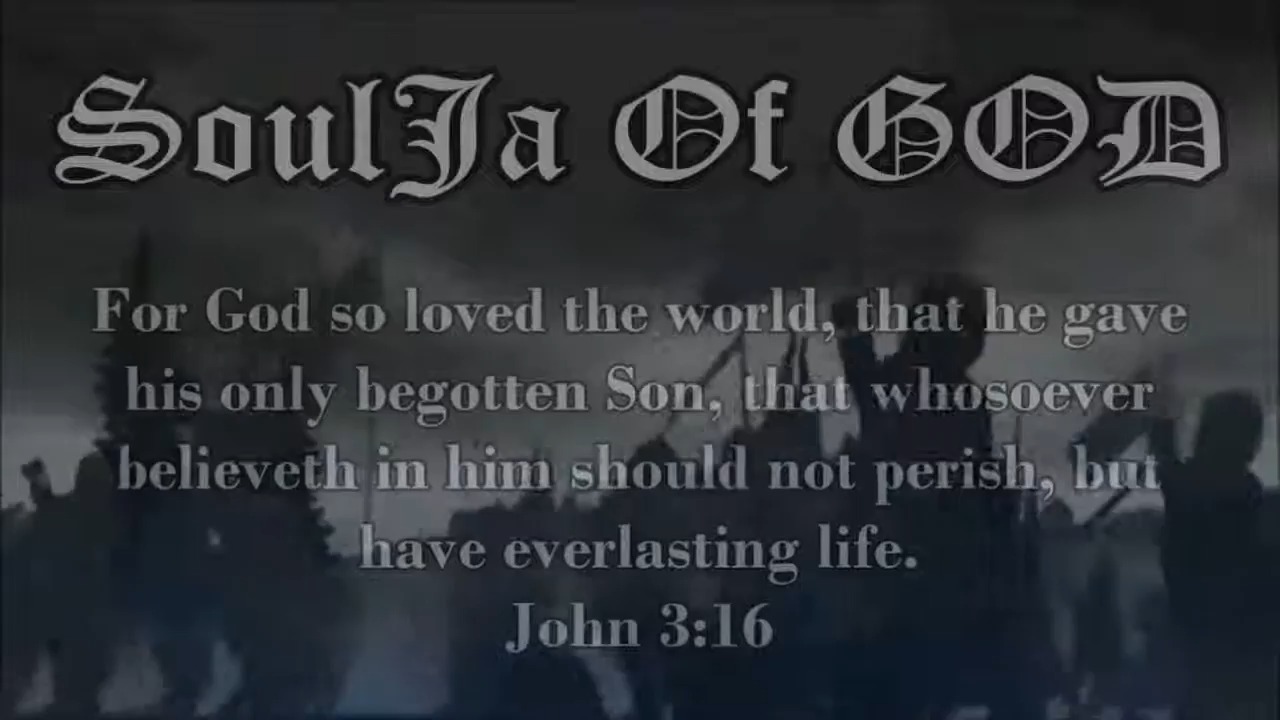 SoulJa Of GOD
For God so loved the world, that he gave
his only begotten Son, that whosoever
believeth in him should not perish, but
have everlasting life.
John 3:16